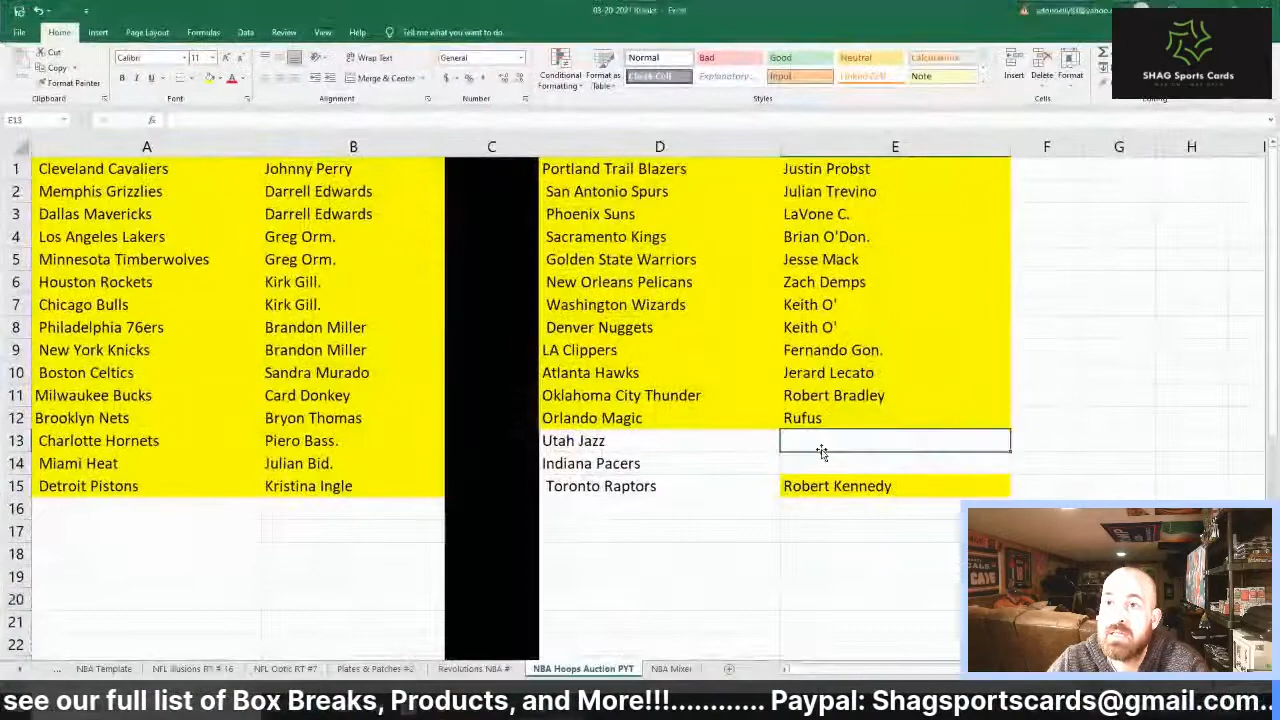 03-20-2021 Breaks - Excel
File Home Insert Page Layout Formulas Data Review View Help Tell me what you want to do
Cut
Copy
Format Painter
Clipboard
Calibri 11
B I U
Font
Wrap Text
Merge & Center
Alignment
General
Number
Conditional Formatting
Format as Table
Normal Bad Good Neutral Calculation
Check Cell Explanatory... Input Linked Cell Note
Styles
Insert Delete Format
Cells
Editing
SHAG Sports Cards
E13
fx
A B C D E F G H
1 Cleveland Cavaliers Johnny Perry Portland Trail Blazers Justin Probst
2 Memphis Grizzlies Darrell Edwards San Antonio Spurs Julian Trevino
3 Dallas Mavericks Darrell Edwards Phoenix Suns LaVone C.
4 Los Angeles Lakers Greg Orm. Sacramento Kings Brian O'Don.
5 Minnesota Timberwolves Greg Orm. Golden State Warriors Jesse Mack
6 Houston Rockets Kirk Gill. New Orleans Pelicans Zach Demps
7 Chicago Bulls Kirk Gill. Washington Wizards Keith O'
8 Philadelphia 76ers Brandon Miller Denver Nuggets Keith O'
9 New York Knicks Brandon Miller LA Clippers Fernando Gon.
10 Boston Celtics Sandra Murado Atlanta Hawks Jerard Lecato
11 Milwaukee Bucks Card Donkey Oklahoma City Thunder Robert Bradley
12 Brooklyn Nets Bryon Thomas Orlando Magic Rufus
13 Charlotte Hornets Piero Bass. Utah Jazz
14 Miami Heat Julian Bid. Indiana Pacers
15 Detroit Pistons Kristina Ingle Toronto Raptors Robert Kennedy
16
17
18
19
20
21
22
... NBA Template NFL Illusions RT # 16 NFL Optic RT #7 Plates & Patches #2 Revolutions NBA # NBA Hoops Auction PYT NBA Mixer
see our full list of Box Breaks, Products, and More!!!............ Paypal: Shagsportscards@gmail.com..